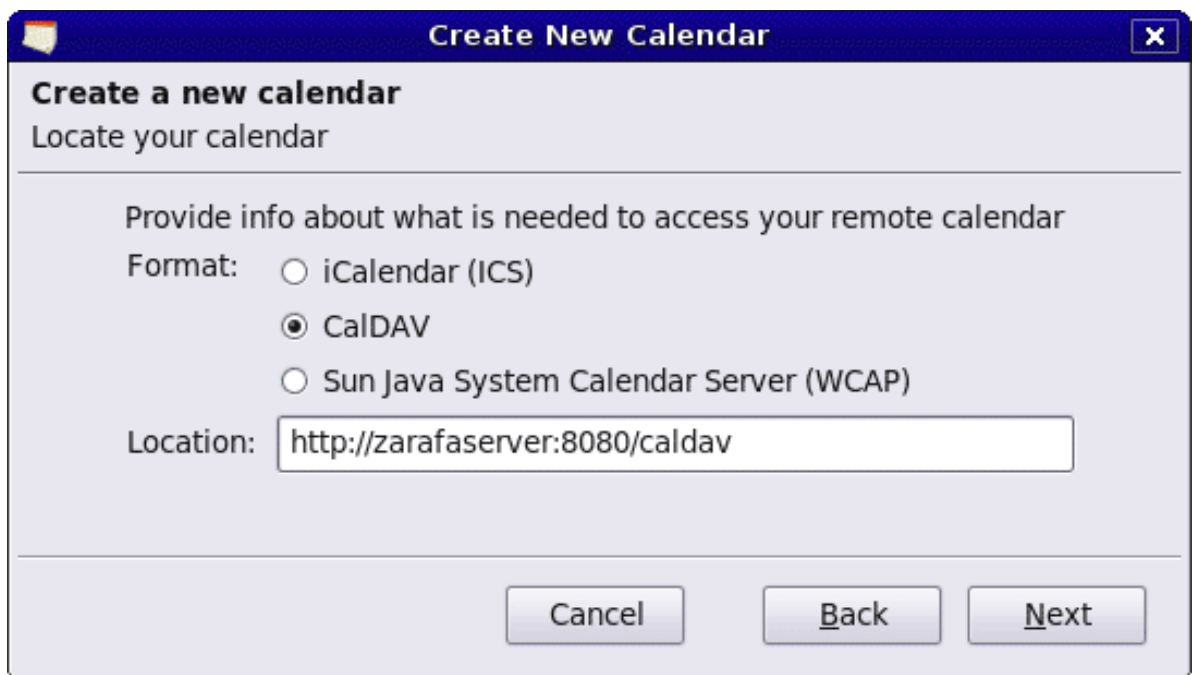 Create New Calendar
Create a new calendar
Locate your calendar
Provide info about what is needed to access your remote calendar
Format: iCalendar (ICS)
CalDAV
Sun Java System Calendar Server (WCAP)
Location: http://zarafaserver:8080/caldav
Cancel Back Next